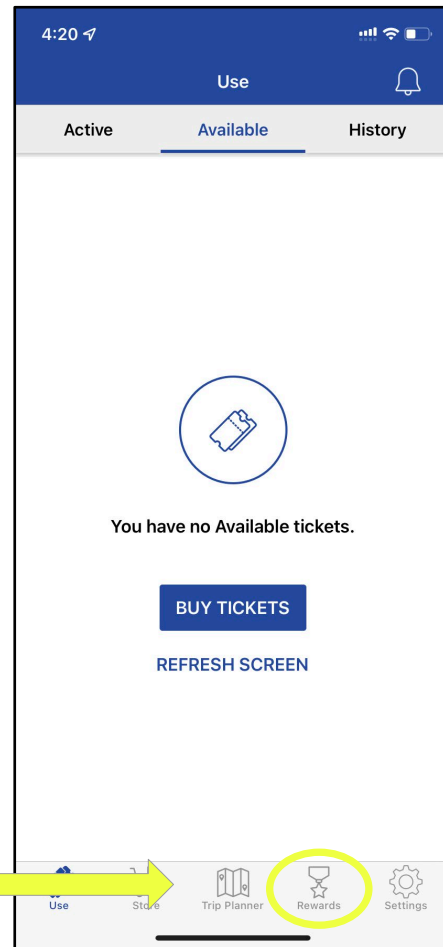 4:20
Use
Active Available History
You have no Available tickets.
BUY TICKETS
REFRESH SCREEN
Use Store Trip Planner Rewards Settings